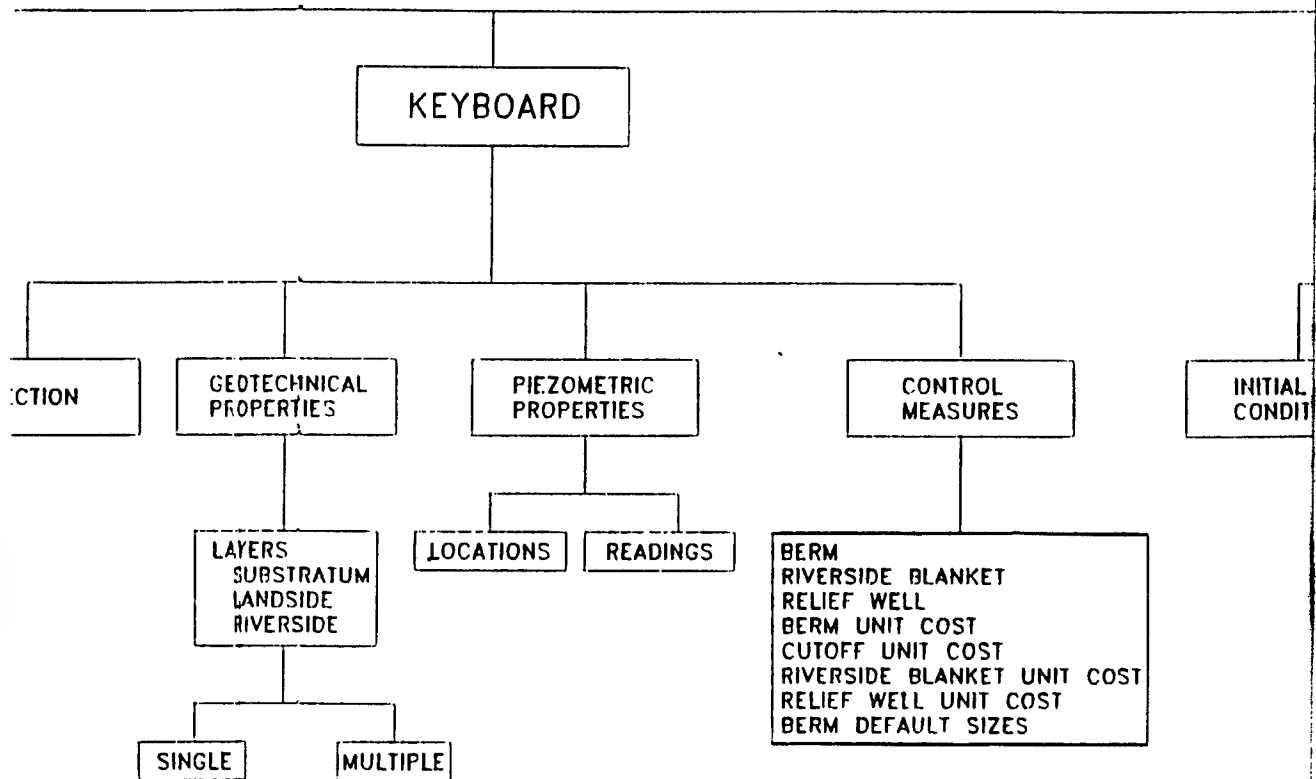 KEYBOARD
ECTION
GEOTECHNICAL
PROPERTIES
PIEZOMETRIC
PROPERTIES
CONTROL
MEASURES
INITIAL
CONDIT
LAYERS
SUBSTRATUM
LANDSIDE
RIVERSIDE
LOCATIONS
READINGS
BERM
RIVERSIDE BLANKET
RELIEF WELL
BERM UNIT COST
CUTOFF UNIT COST
RIVERSIDE BLANKET UNIT COST
RELIEF WELL UNIT COST
BERM DEFAULT SIZES
SINGLE
MULTIPLE